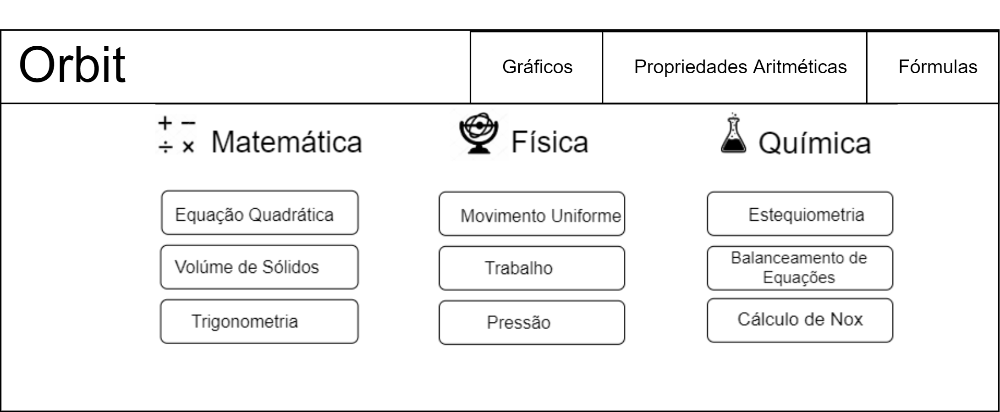 Orbit
Gráficos
Propriedades Aritméticas
Fórmulas
Matemática
Física
Química
Equação Quadrática
Movimento Uniforme
Estequiometria
Volúme de Sólidos
Trabalho
Balanceamento de
Equações
Trigonometria
Pressão
Cálculo de Nox